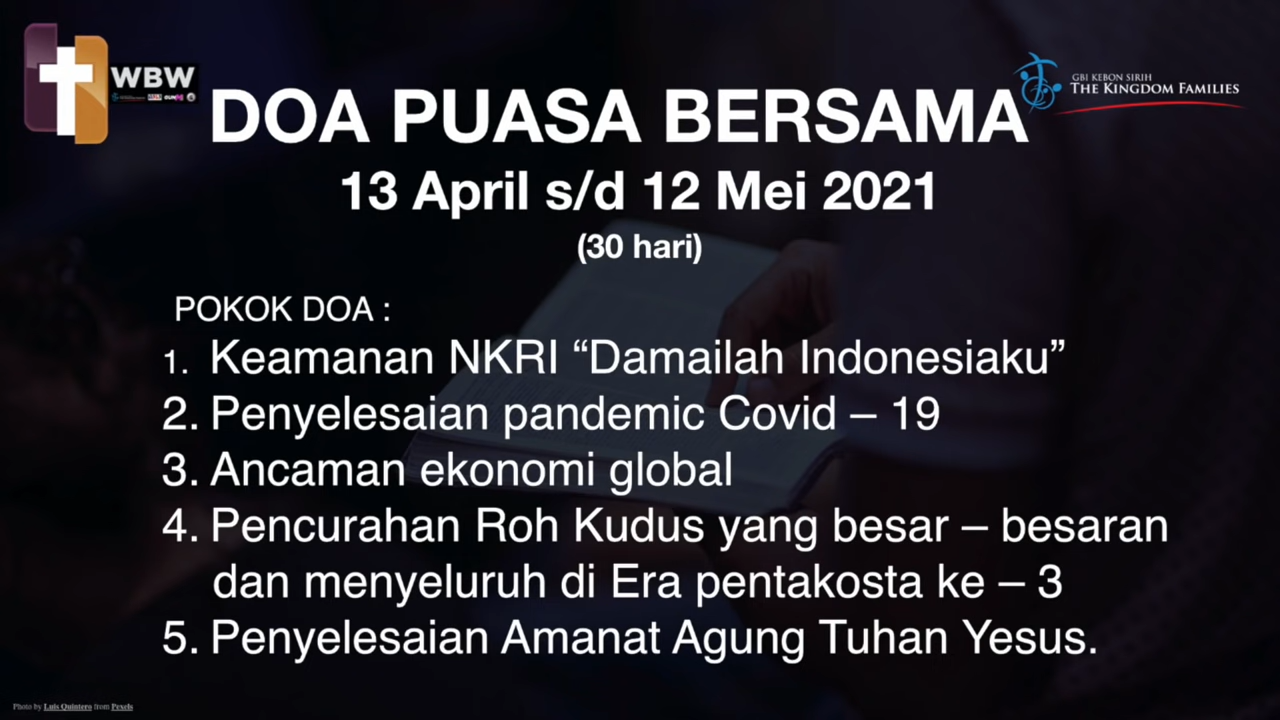 WBW
GBI KEBON SIRIH
THE KINGDOM FAMILIES
DOA PUASA BERSAMA
13 April s/d 12 Mei 2021
(30 hari)
POKOK DOA :
1. Keamanan NKRI “Damailah Indonesiaku”
2. Penyelesaian pandemic Covid – 19
3. Ancaman ekonomi global
4. Pencurahan Roh Kudus yang besar – besaran
dan menyeluruh di Era pentakosta ke – 3
5. Penyelesaian Amanat Agung Tuhan Yesus.
Photo by Luis Quintero from Pexels